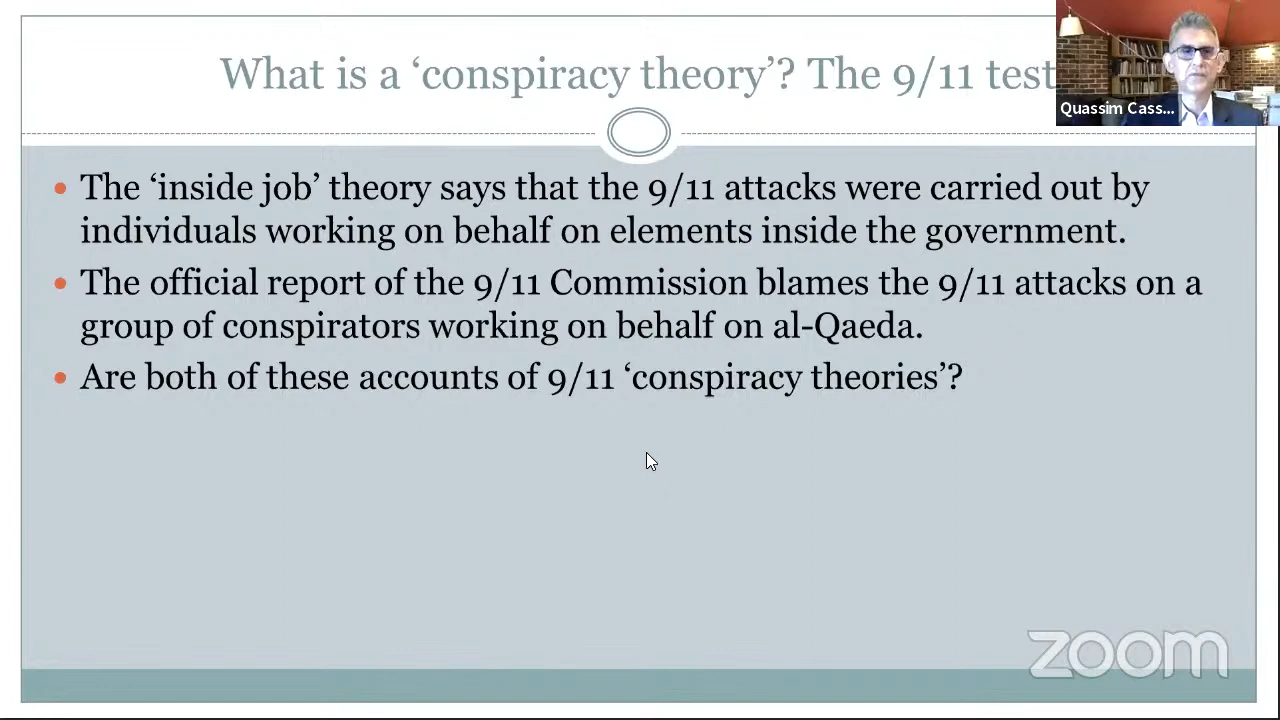 What is a ‘conspiracy theory’? The 9/11 test
Quassim Cass...
• The ‘inside job’ theory says that the 9/11 attacks were carried out by
individuals working on behalf on elements inside the government.
• The official report of the 9/11 Commission blames the 9/11 attacks on a
group of conspirators working on behalf on al-Qaeda.
• Are both of these accounts of 9/11 ‘conspiracy theories’?
zoom